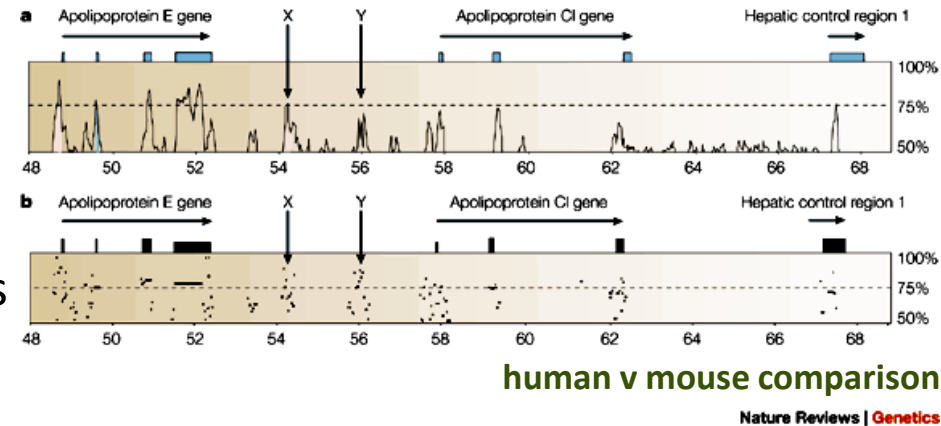 a Apolipoprotein E gene X Y Apolipoprotein CI gene Hepatic control region 1
100%
75%
50%
48 50 52 54 56 58 60 62 64 66 68
b Apolipoprotein E gene X Y Apolipoprotein CI gene Hepatic control region 1
100%
s 75%
50%
48 50 52 54 56 58 60 62 64 66 68
human v mouse comparison
Nature Reviews | Genetics